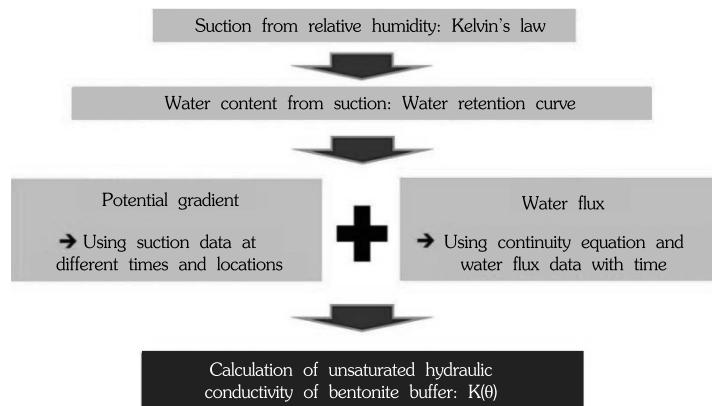 Suction from relative humidity: Kelvin's law
Water content from suction: Water retention curve
Potential gradient
➔ Using suction data at
different times and locations
Water flux
➔ Using continuity equation and
water flux data with time
Calculation of unsaturated hydraulic
conductivity of bentonite buffer: K(θ)